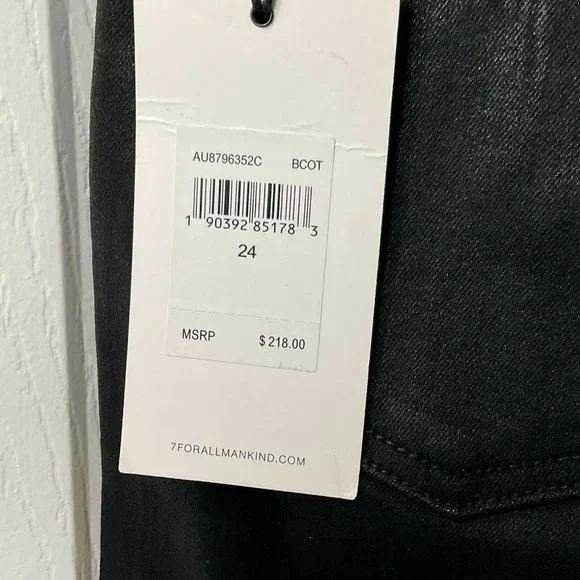 AU8796352C BCOT
1 90392 85178 3
24
MSRP $218.00
7FORALLMANKIND.COM